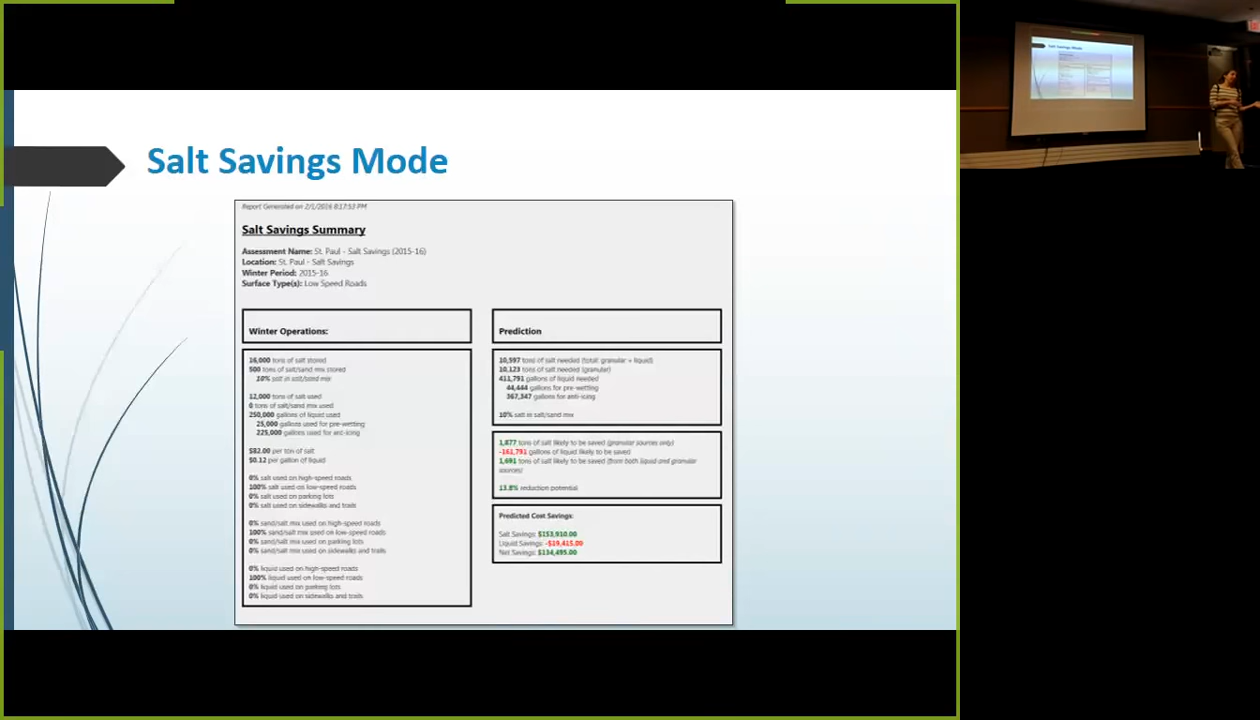 Salt Savings Mode
Report Generated on 2/1/2016 8:17:53 PM
Salt Savings Summary
Assessment Name: St. Paul - Salt Savings (2015-16)
Location: St. Paul - Salt Savings
Winter Period: 2015-16
Surface Type(s): Low Speed Roads
Winter Operations:
16,000 tons of salt stored
500 tons of salt/sand mix stored
10% salt in salt/sand mix
12,000 tons of salt used
0 tons of salt/sand mix used
250,000 gallons of liquid used
25,000 gallons used for pre-wetting
225,000 gallons used for anti-icing
$82.00 per ton of salt
$0.12 per gallon of liquid
0% salt used on high-speed roads
100% salt used on low-speed roads
0% salt used on parking lots
0% salt used on sidewalks and trails
0% sand/salt mix used on high-speed roads
100% sand/salt mix used on low-speed roads
0% sand/salt mix used on parking lots
0% sand/salt mix used on sidewalks and trails
0% liquid used on high-speed roads
100% liquid used on low-speed roads
0% liquid used on parking lots
0% liquid used on sidewalks and trails
Prediction
10,597 tons of salt needed (total: granular + liquid)
10,123 tons of salt needed (granular)
411,791 gallons of liquid needed
44,444 gallons for pre-wetting
367,347 gallons for anti-icing
10% salt in salt/sand mix
1,877 tons of salt likely to be saved (granular sources only)
-161,791 gallons of liquid likely to be saved
1,691 tons of salt likely to be saved (from both liquid and granular
sources)
13.8% reduction potential
Predicted Cost Savings:
Salt Savings: $153,910.00
Liquid Savings: -$19,415.00
Net Savings: $134,495.00
Salt Savings Mode